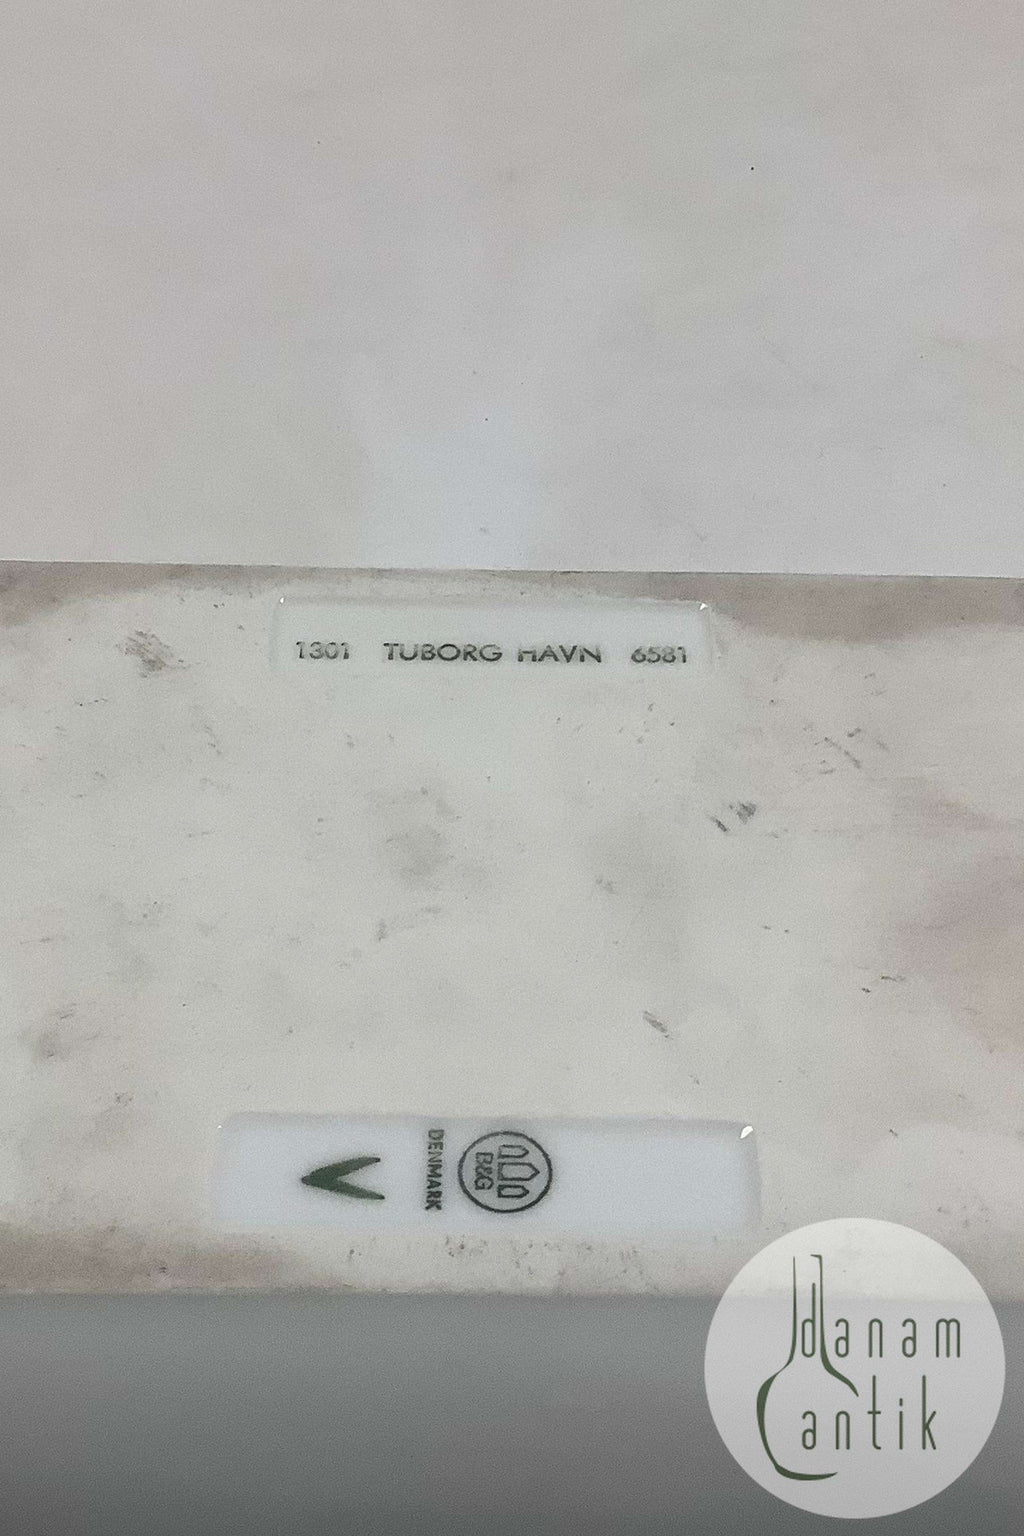 1301 TUBORG HAVN 6581
DENMARK
B&G
danam
antik